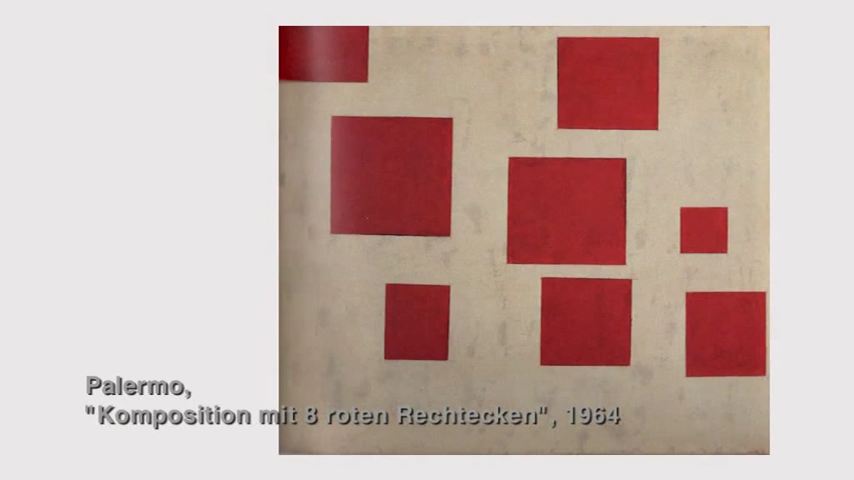 Palermo,
"Komposition mit 8 roten Rechtecken", 1964